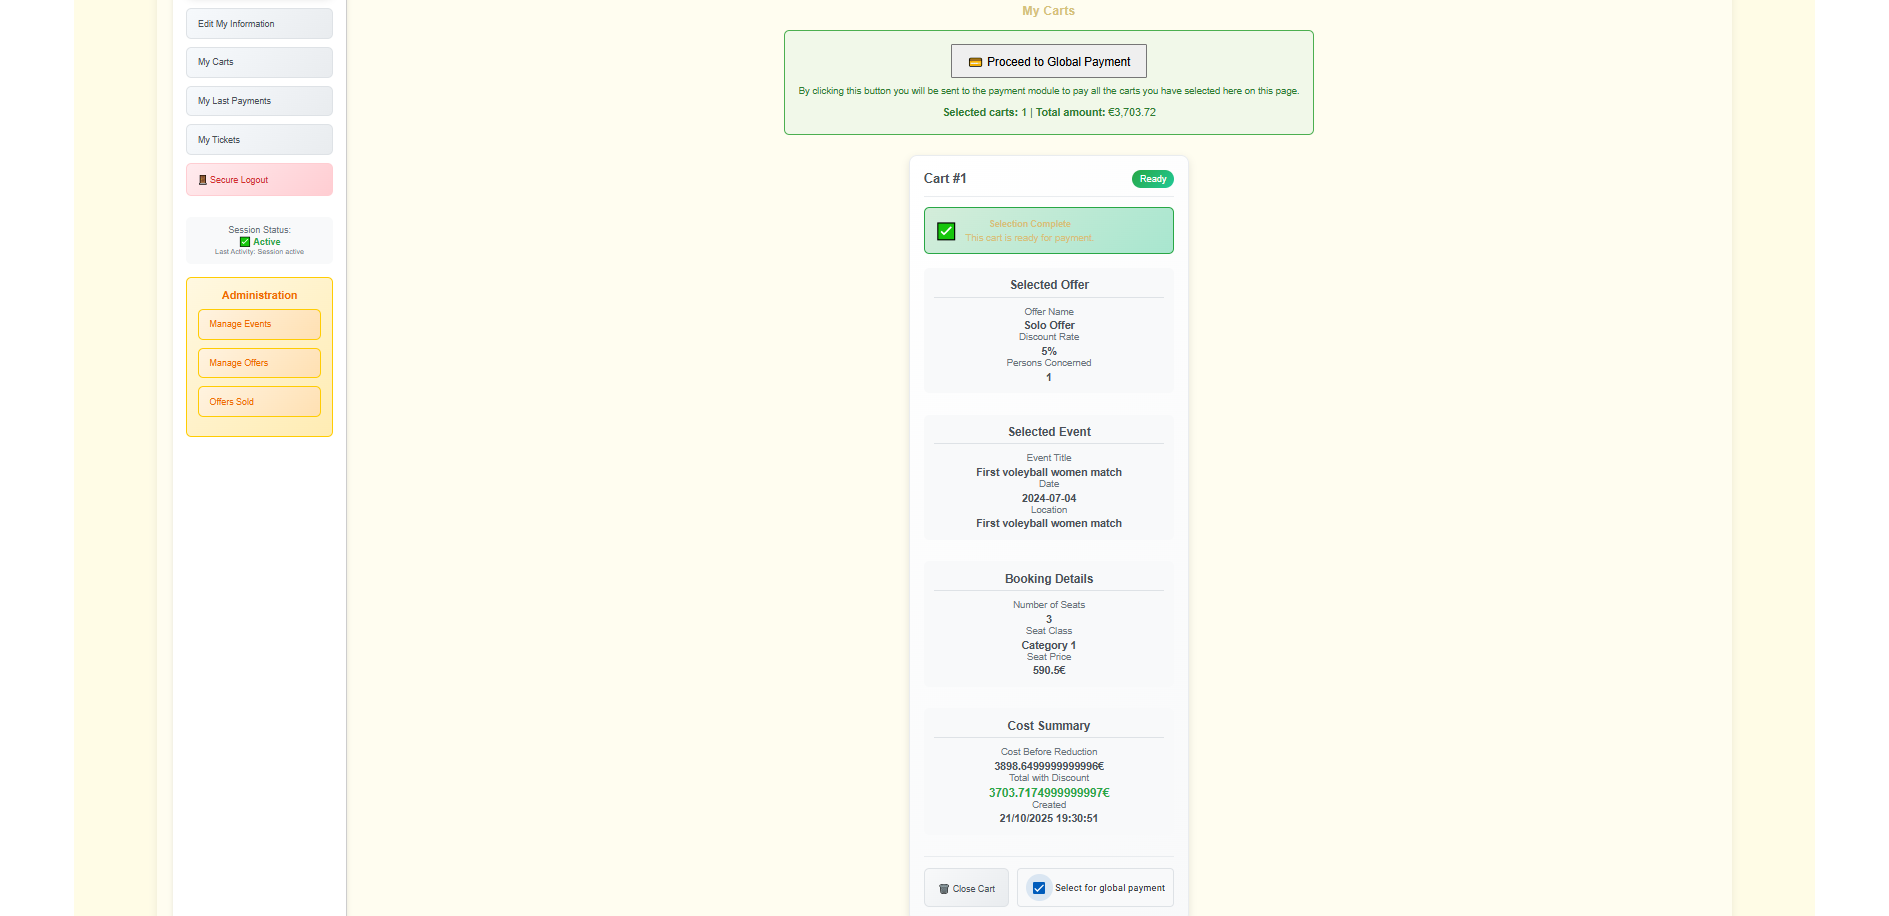 Edit My Information
My Carts
My Last Payments
My Tickets
Secure Logout
Session Status:
Active
Last Activity: Session active
Administration
Manage Events
Manage Offers
Offers Sold
My Carts
Proceed to Global Payment
By clicking this button you will be sent to the payment module to pay all the carts you have selected here on this page.
Selected carts: 1 | Total amount: €3,703.72
Cart #1
Ready
Selection Complete
This cart is ready for payment.
Selected Offer
Offer Name
Solo Offer
Discount Rate
5%
Persons Concerned
1
Selected Event
Event Title
First voleyball women match
Date
2024-07-04
Location
First voleyball women match
Booking Details
Number of Seats
3
Seat Class
Category 1
Seat Price
590.5€
Cost Summary
Cost Before Reduction
3898.6499999999996€
Total with Discount
3703.7174999999997€
Created
21/10/2025 19:30:51
Close Cart
Select for global payment